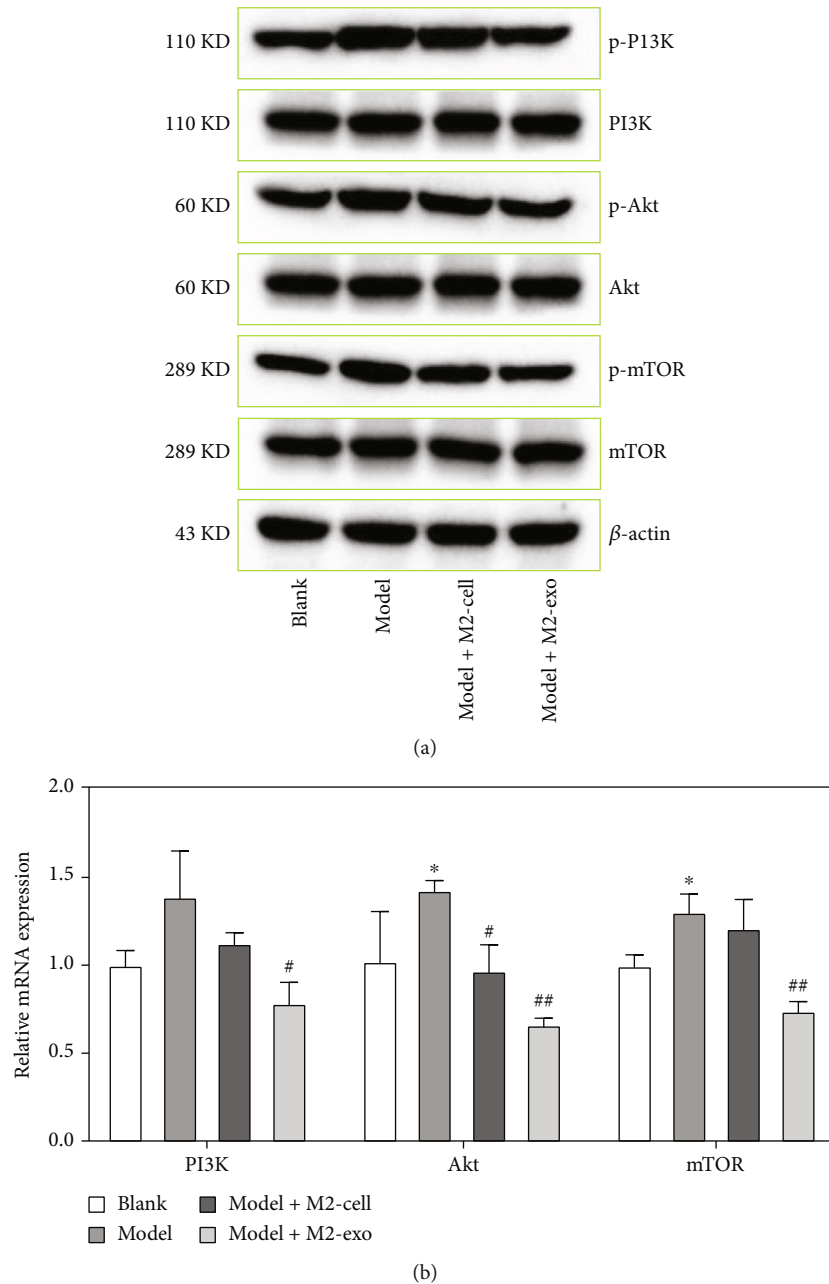 110 KD p-P13K
110 KD PI3K
60 KD p-Akt
60 KD Akt
289 KD p-mTOR
289 KD mTOR
43 KD β-actin
Blank
Model
Model + M2-cell
Model + M2-exo
(a)
Relative mRNA expression
2.0
1.5
1.0
0.5
0.0
#
*
#
##
*
##
PI3K Akt mTOR
Blank Model + M2-cell
Model Model + M2-exo
(b)